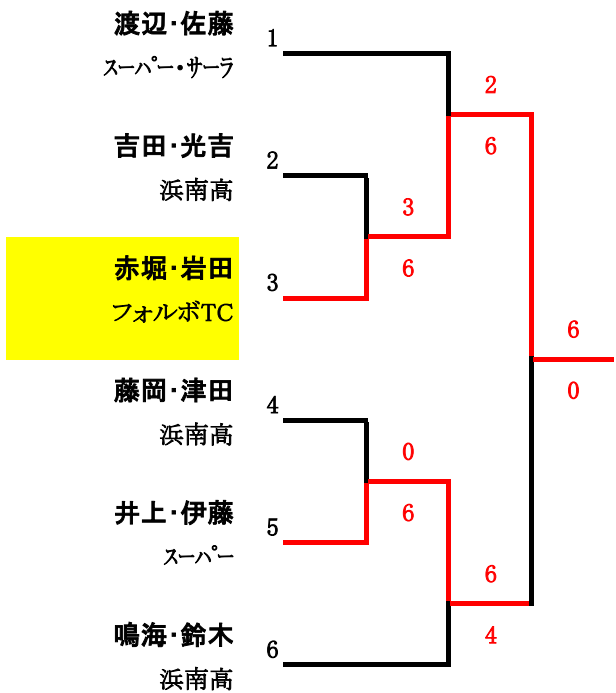 渡辺・佐藤
1
スーパー・サーラ
2
6
吉田・光吉
2
浜南高
3
6
赤堀・岩田
3
フォルボTC
6
0
藤岡・津田
4
浜南高
0
6
井上・伊藤
5
スーパー
6
4
鳴海・鈴木
6
浜南高